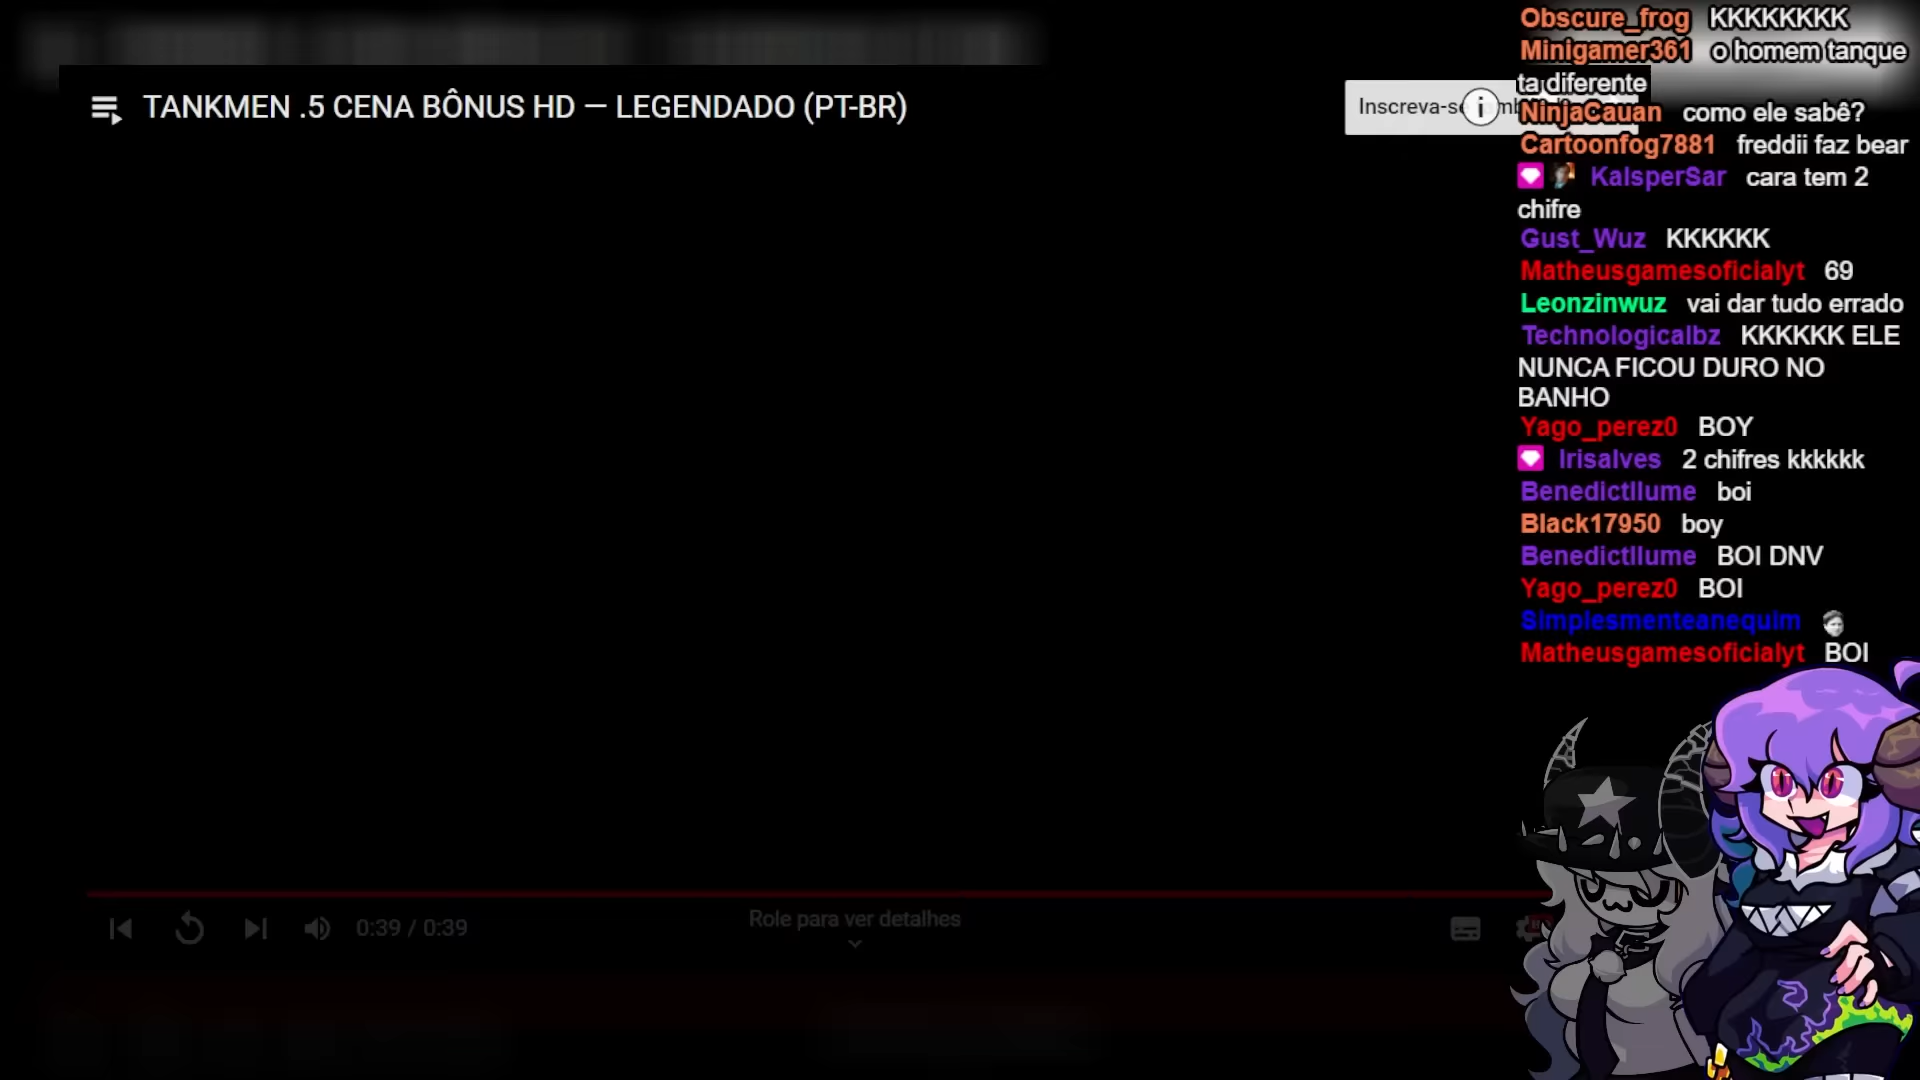 TANKMEN .5 CENA BÔNUS HD — LEGENDADO (PT-BR)
Inscreva-se
0:39 / 0:39
Role para ver detalhes
Obscure_frog KKKKKKKK
Minigamer361 o homem tanque
ta diferente
NinjaCauan como ele sabê?
Cartoonfog7881 freddii faz bear
KalsperSar cara tem 2
chifre
Gust_Wuz KKKKKK
Matheusgamesoficialyt 69
Leonzinwuz vai dar tudo errado
Technologicalbz KKKKKK ELE
NUNCA FICOU DURO NO
BANHO
Yago_perez0 BOY
Irisalves 2 chifres kkkkkk
Benedictllume boi
Black17950 boy
Benedictllume BOI DNV
Yago_perez0 BOI
Simplesmenteanequim
Matheusgamesoficialyt BOI